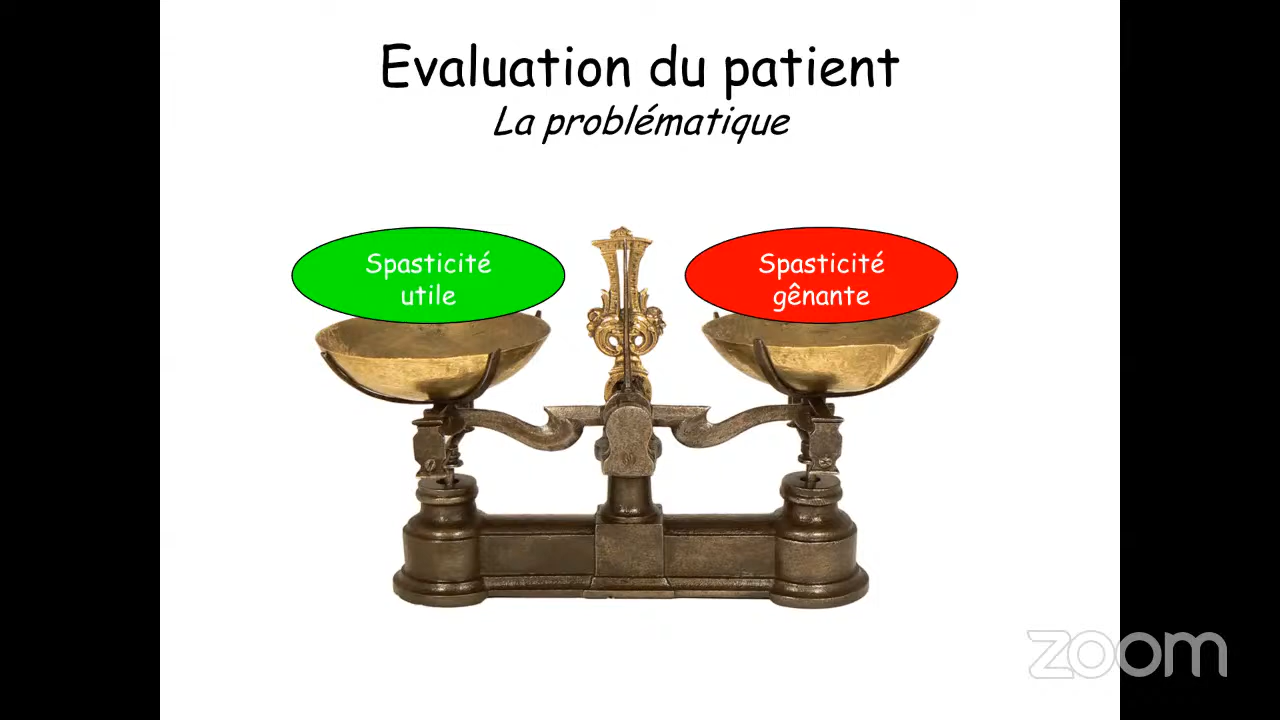 Evaluation du patient
La problématique
Spasticité
utile
Spasticité
gênante
zoom